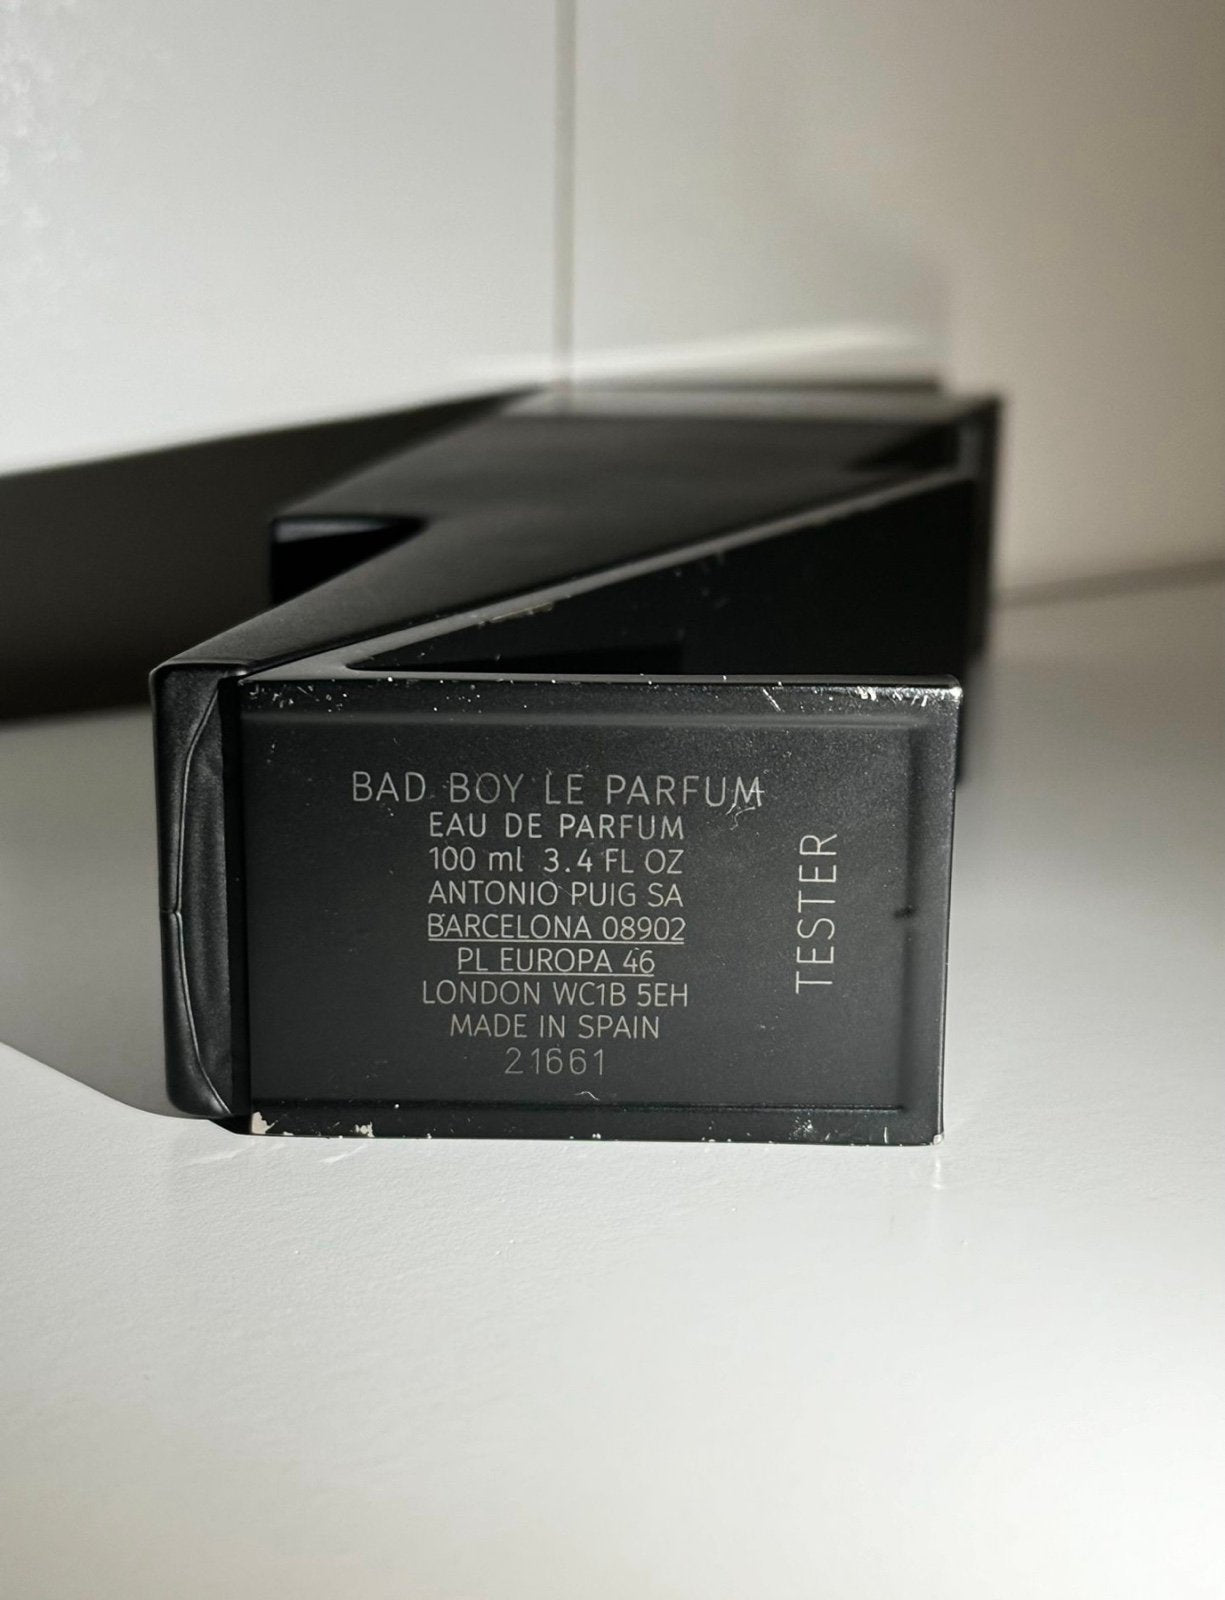 BAD BOY LE PARFUM
EAU DE PARFUM
100 ml 3.4 FL OZ
ANTONIO PUIG SA
BARCELONA 08902
PL EUROPA 46
LONDON WC1B 5EH
MADE IN SPAIN
21661
TESTER